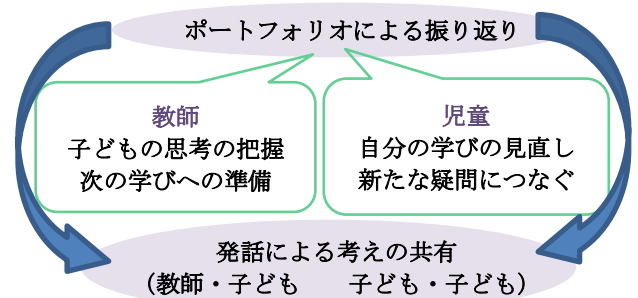 ポートフォリオによる振り返り
教師
子どもの思考の把握
次の学びへの準備
児童
自分の学びの見直し
新たな疑問につなぐ
発話による考えの共有
（教師・子ども　　子ども・子ども）